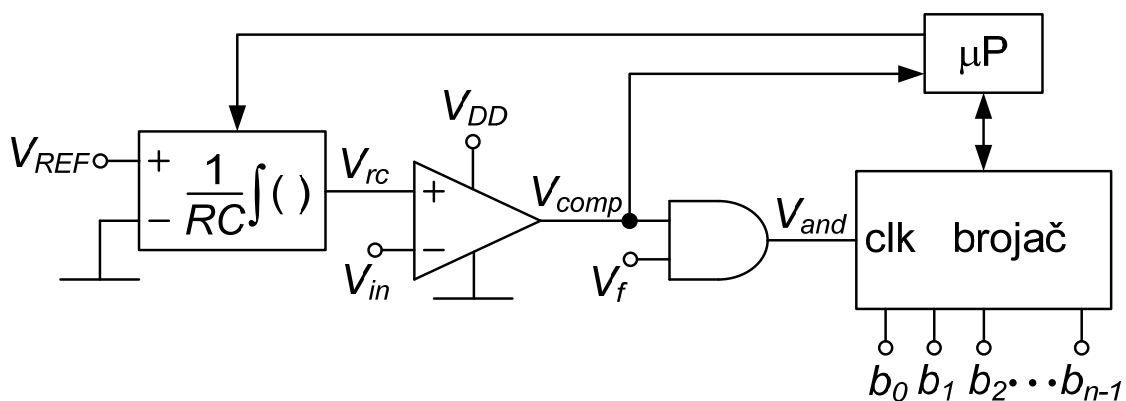 μP
V_DD
V_REF
+
−
1
RC
∫( )
V_rc
+
−
V_in
V_comp
V_f
V_and
clk brojač
b_0 b_1 b_2 ••• b_n-1